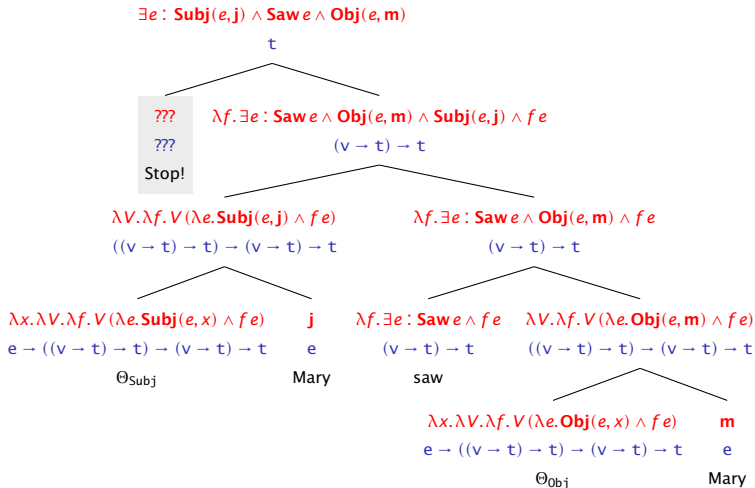 ∃e : Subj(e, j) ∧ Saw e ∧ Obj(e, m)
t
??? λf. ∃e : Saw e ∧ Obj(e, m) ∧ Subj(e, j) ∧ f e
??? (v → t) → t
Stop!
λV. λf. V (λe. Subj(e, j) ∧ f e) λf. ∃e : Saw e ∧ Obj(e, m) ∧ f e
((v → t) → t) → (v → t) → t (v → t) → t
λx. λV. λf. V (λe. Subj(e, x) ∧ f e) j λf. ∃e : Saw e ∧ f e λV. λf. V (λe. Obj(e, m) ∧ f e)
e → ((v → t) → t) → (v → t) → t e (v → t) → t ((v → t) → t) → (v → t) → t
Θ_Subj Mary saw
λx. λV. λf. V (λe. Obj(e, x) ∧ f e) m
e → ((v → t) → t) → (v → t) → t e
Θ_Obj Mary